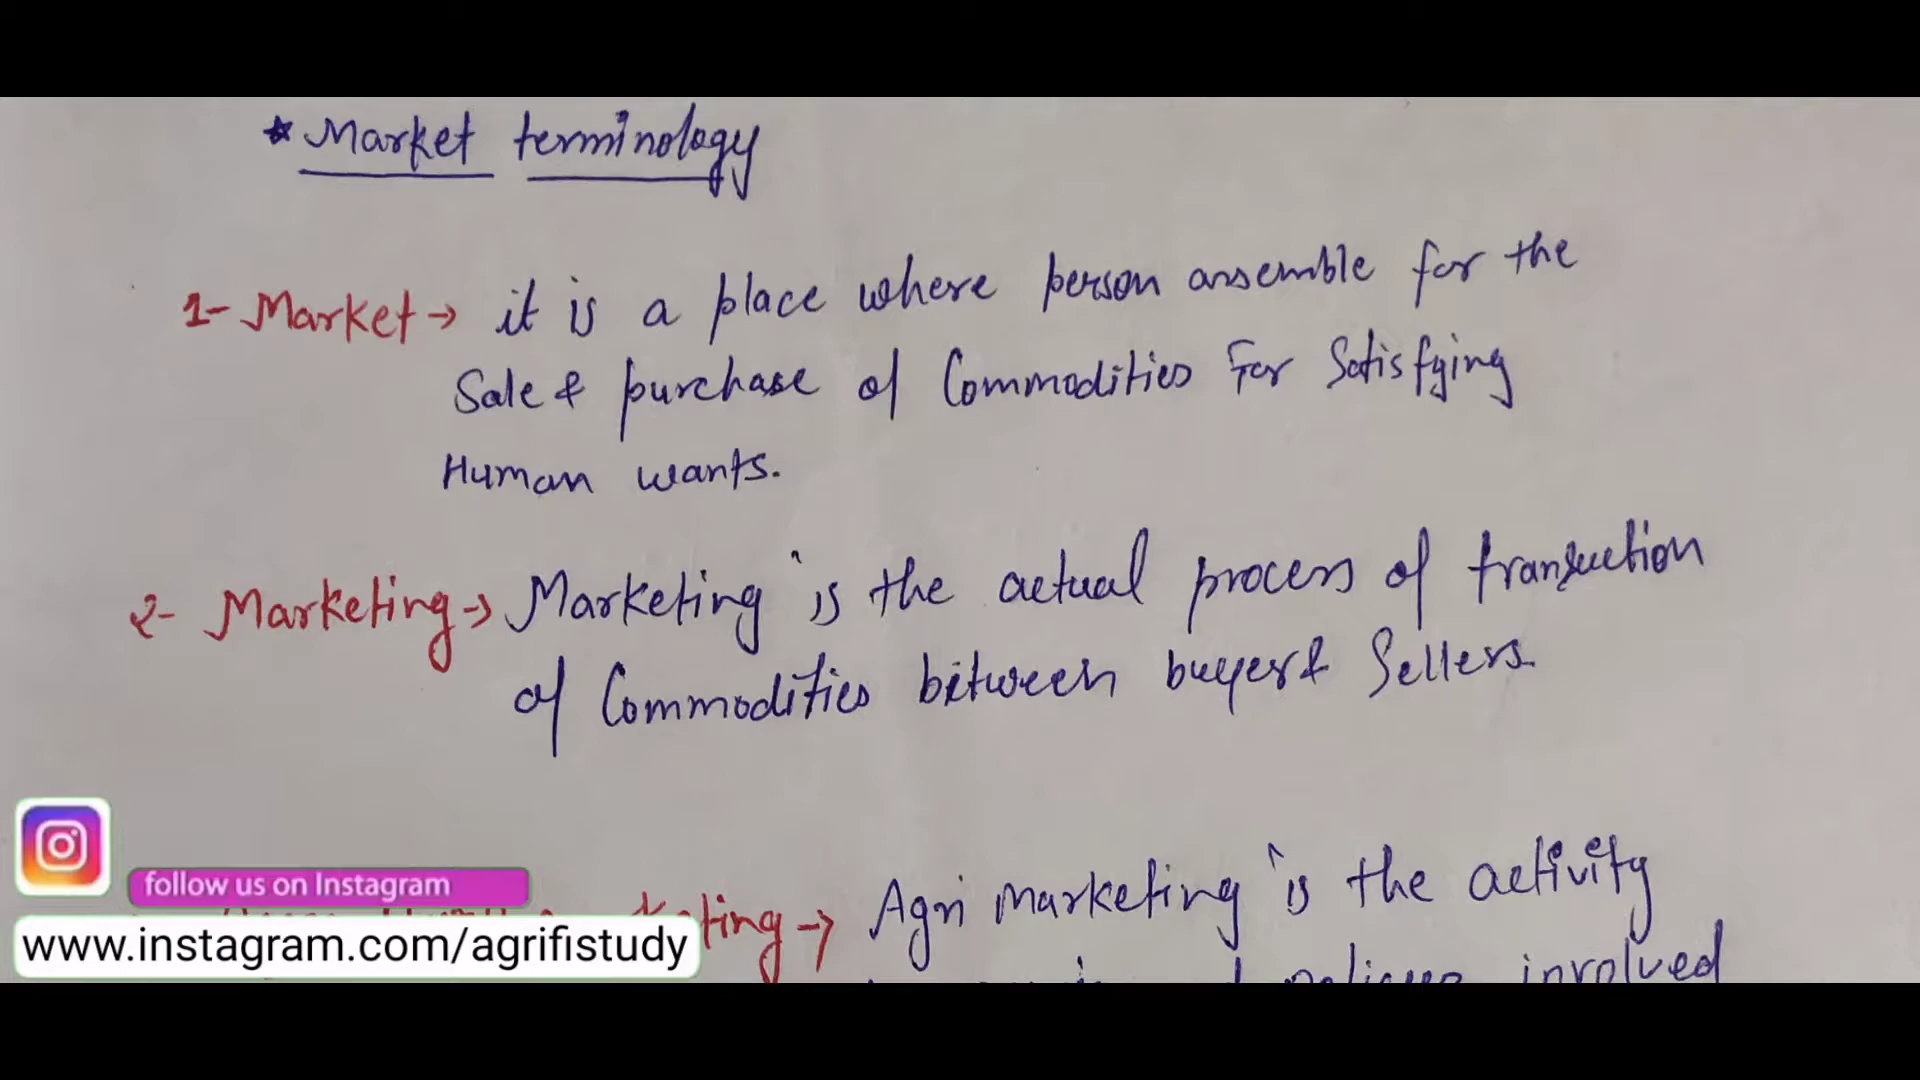 * Market terminology
1- Market → it is a place where person assemble for the
Sale & purchase of Commodities For Satisfying
Human wants.
2- Marketing → Marketing is the actual process of transuction
of Commodities between buyer & Sellers.
follow us on Instagram
keting → Agri marketing is the activity
www.instagram.com/agrifistudy
involved